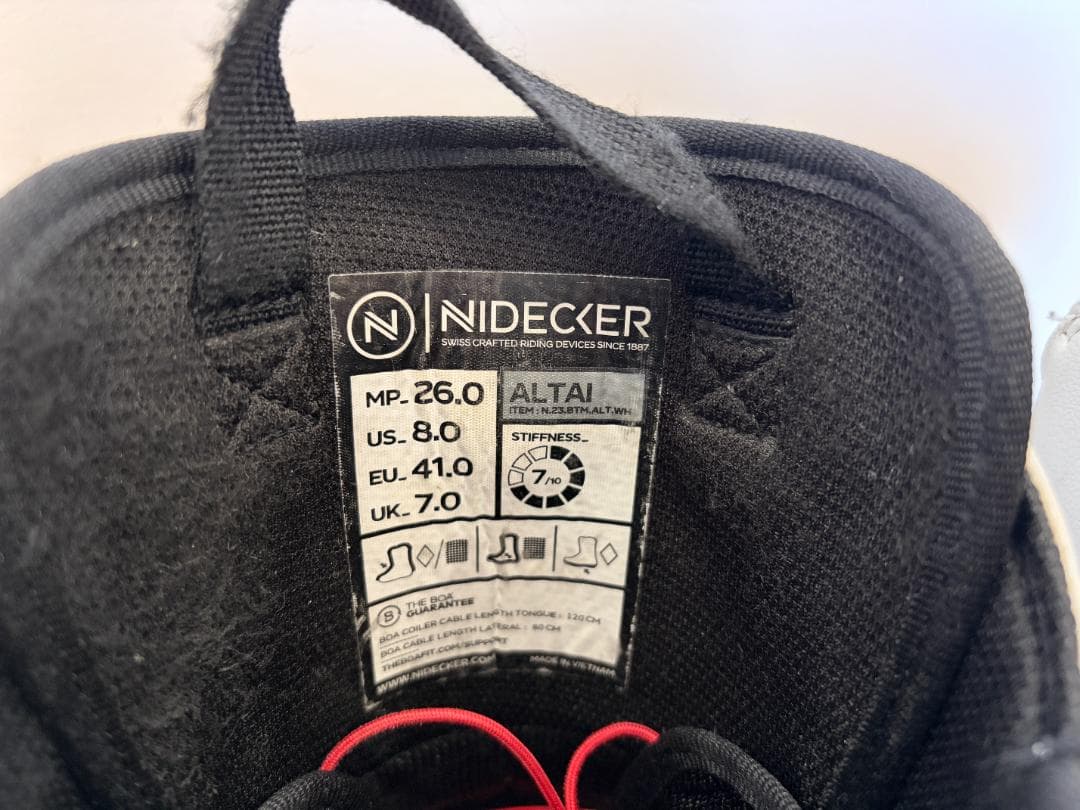 N
NIDECKER
SWISS CRAFTED RIDING DEVICES SINCE 1887
MP_ 26.0
US_ 8.0
EU_ 41.0
UK_ 7.0
ALTAI
ITEM : N.23.BTM.ALT.WH
STIFFNESS_
7/10
B
THE BOA
GUARANTEE
BOA COILER CABLE LENGTH TONGUE : 120 CM
BOA CABLE LENGTH LATERAL : 80 CM
THEBOAFIT.COM/SUPPORT
WWW.NIDECKER.COM
MADE IN VIETNAM